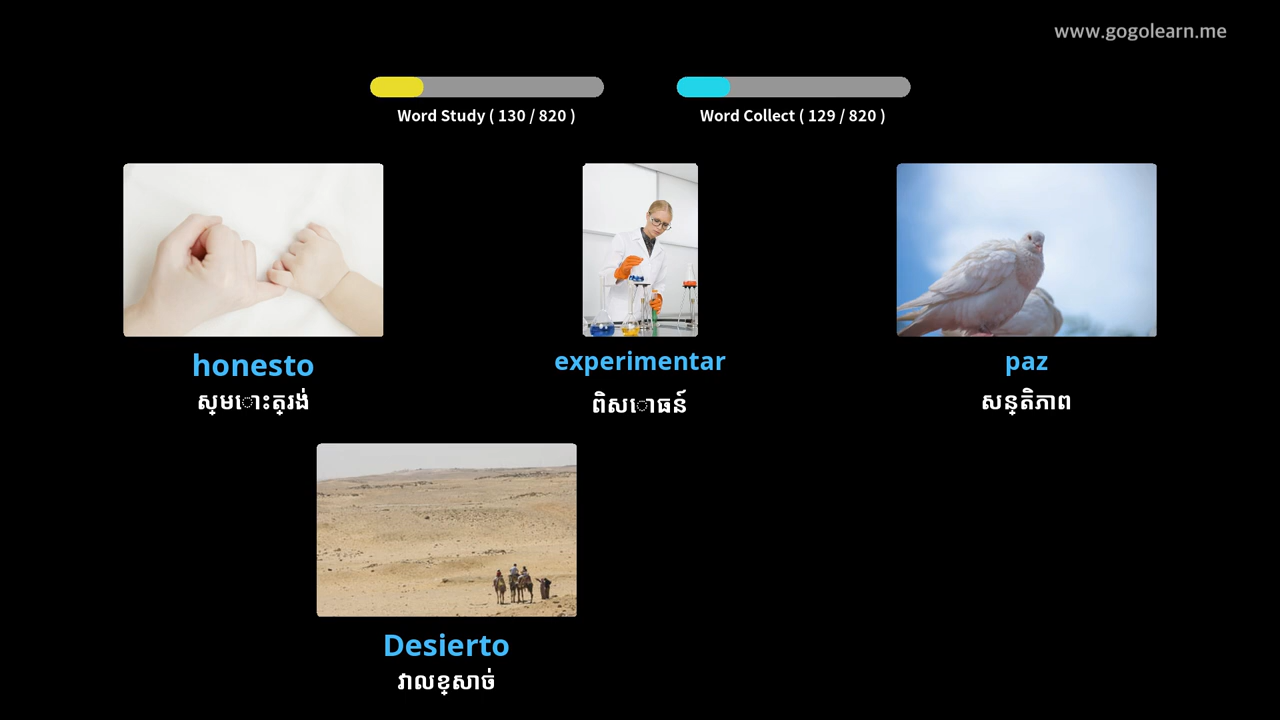 www.gogolearn.me
Word Study ( 130 / 820 )
Word Collect ( 129 / 820 )
honesto
ស្មោះត្រង់
experimentar
ពិសោធន៍
paz
សន្តិភាព
Desierto
វាលខ្សាច់